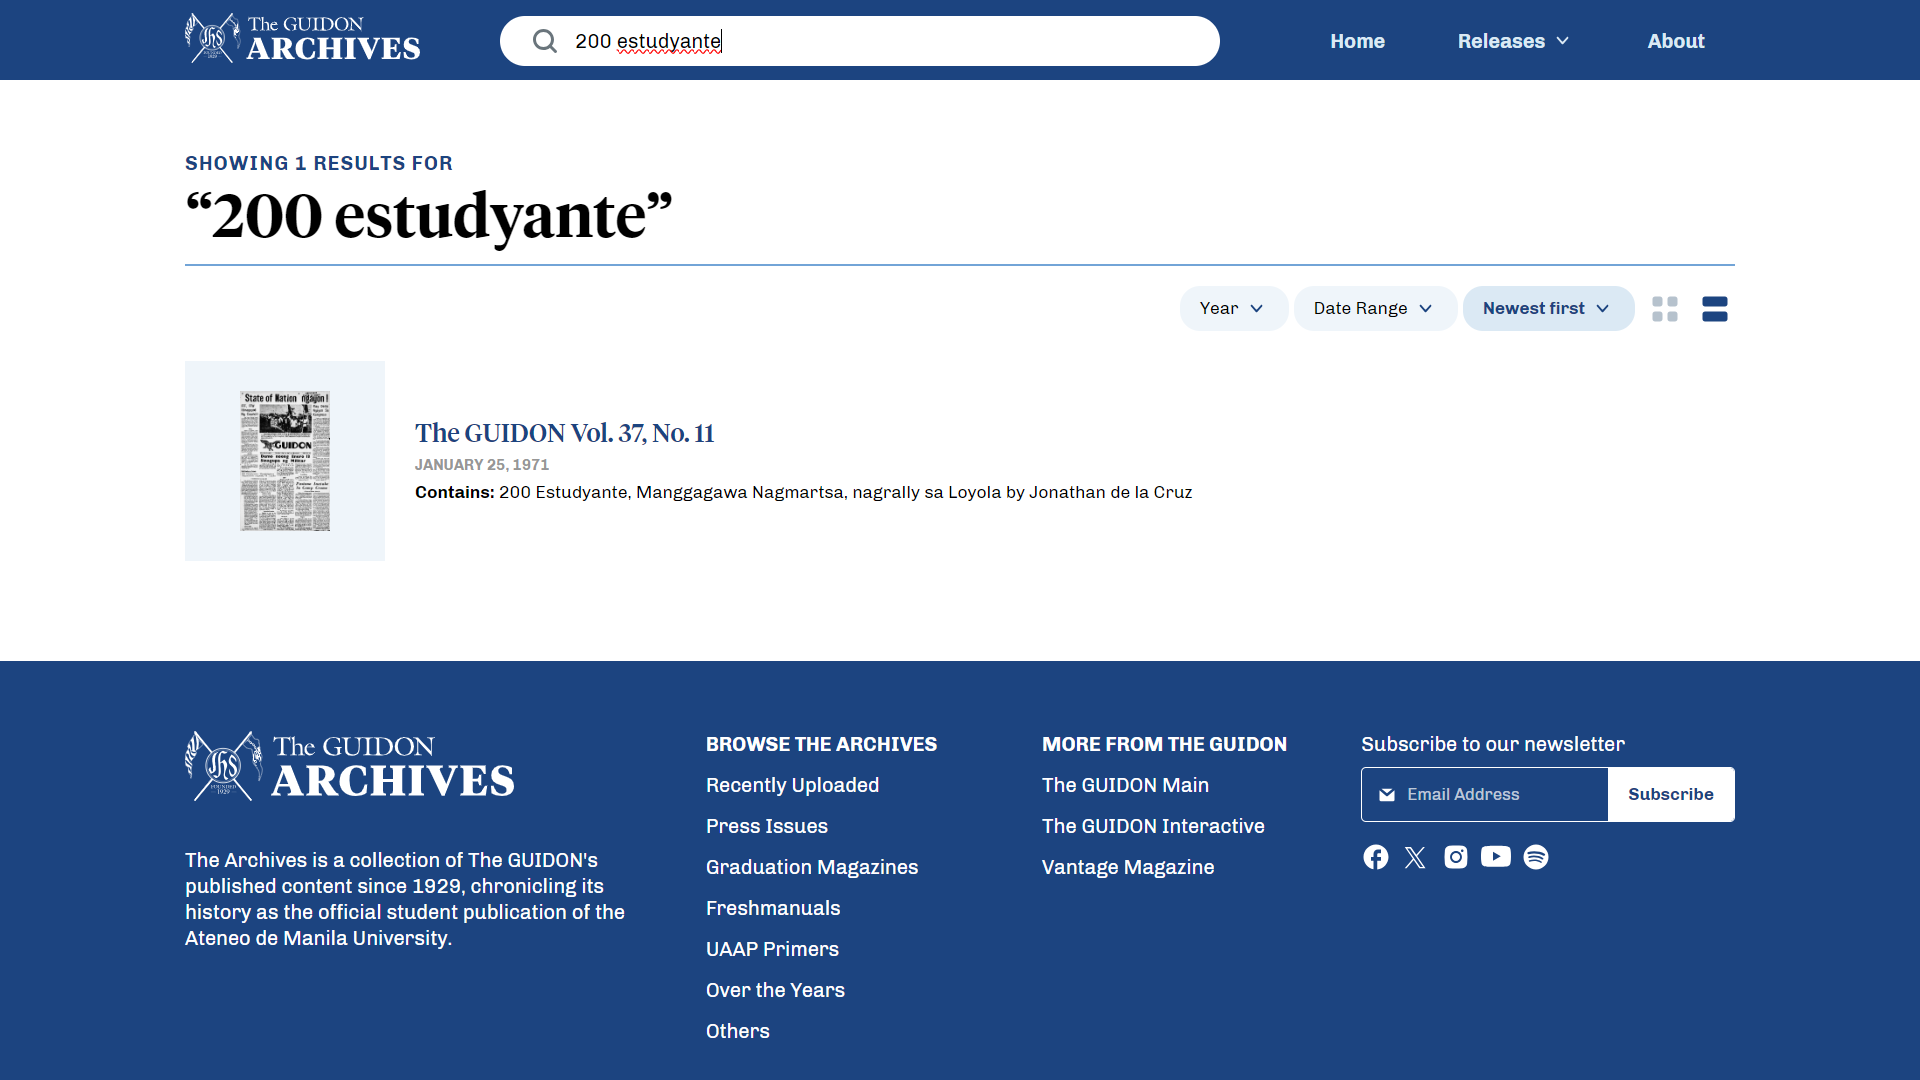 The GUIDON
ARCHIVES
200 estudyante
Home
Releases
About
SHOWING 1 RESULTS FOR
“200 estudyante”
Year
Date Range
Newest first
State of Nation ngayon!
GUIDON
The GUIDON Vol. 37, No. 11
JANUARY 25, 1971
Contains: 200 Estudyante, Manggagawa Nagmartsa, nagrally sa Loyola by Jonathan de la Cruz
The GUIDON
ARCHIVES
FOUNDED
1929
The Archives is a collection of The GUIDON's
published content since 1929, chronicling its
history as the official student publication of the
Ateneo de Manila University.
BROWSE THE ARCHIVES
Recently Uploaded
Press Issues
Graduation Magazines
Freshmanuals
UAAP Primers
Over the Years
Others
MORE FROM THE GUIDON
The GUIDON Main
The GUIDON Interactive
Vantage Magazine
Subscribe to our newsletter
Email Address
Subscribe